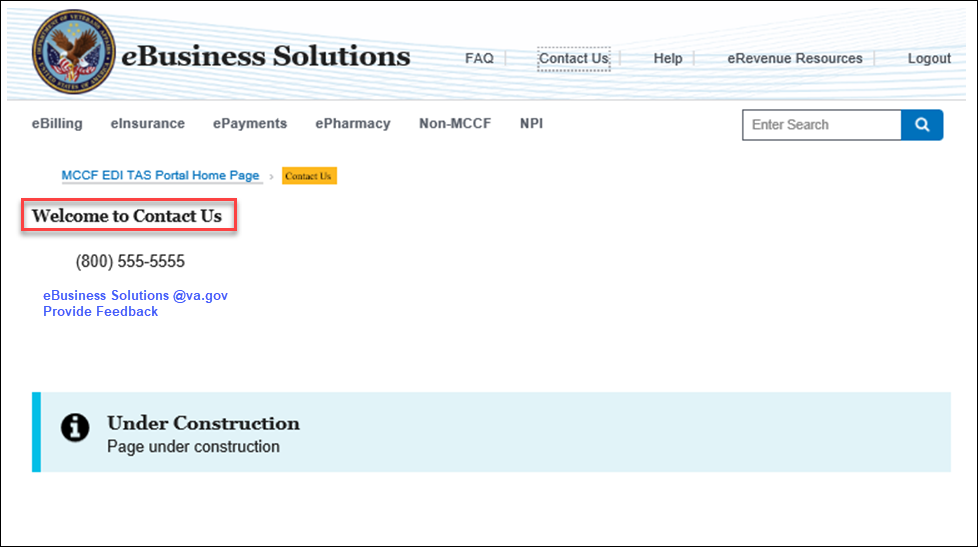 eBusiness Solutions
FAQ Contact Us Help eRevenue Resources Logout
eBilling eInsurance ePayments ePharmacy Non-MCCF NPI Enter Search
MCCF EDI TAS Portal Home Page › Contact Us
Welcome to Contact Us
(800) 555-5555
eBusiness Solutions @va.gov
Provide Feedback
Under Construction
Page under construction